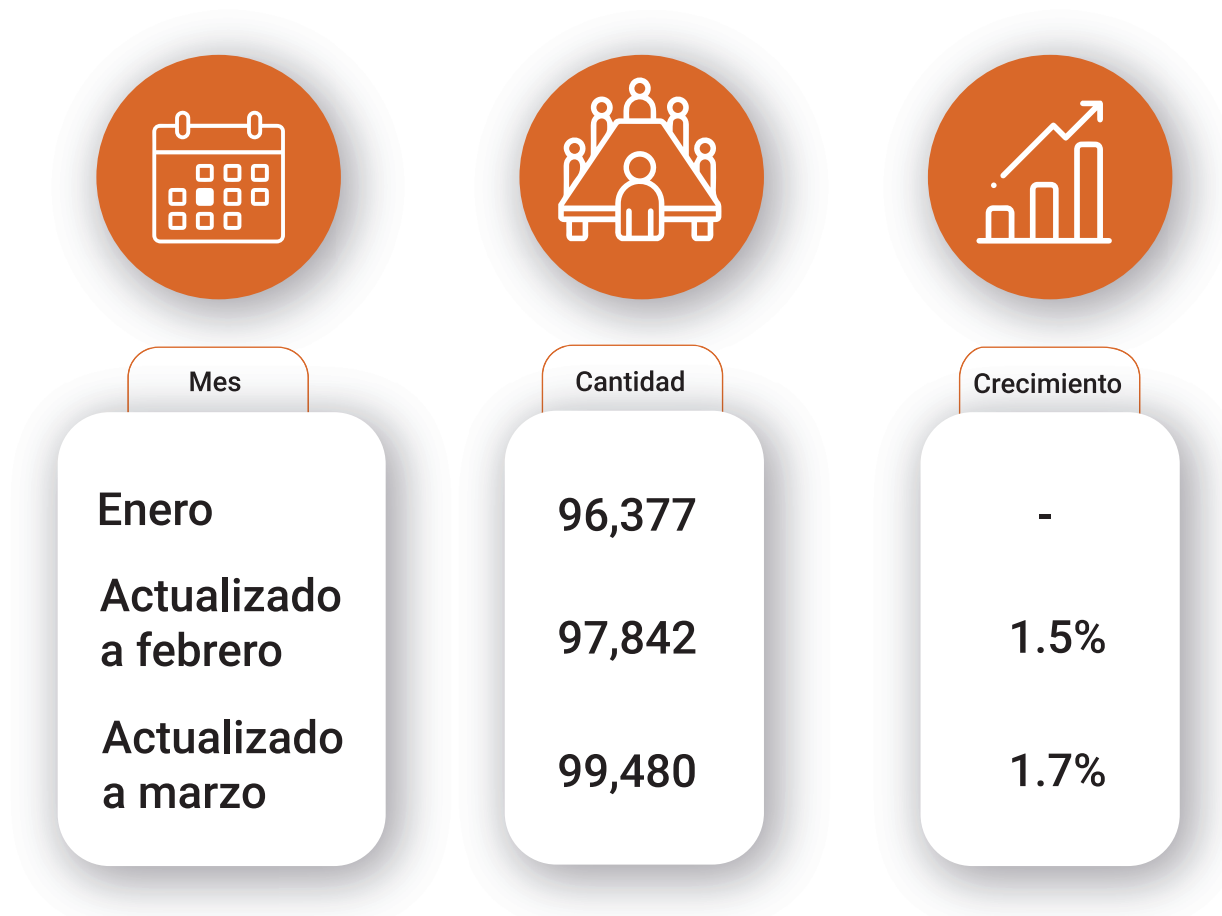 Mes
Cantidad
Crecimiento
Enero
96,377
-
Actualizado
a febrero
97,842
1.5%
Actualizado
a marzo
99,480
1.7%